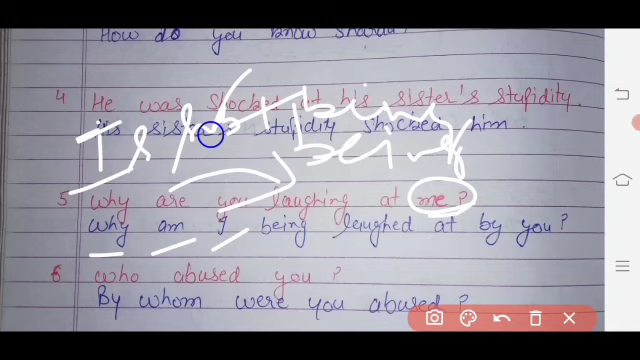 How do you know
4 He was shocked at his sister's stupidity.
His sister's stupidity shocked him.
Is being
being
5 why are you laughing at me?
why am I being laughed at by you?
6 who abused you?
By whom were you abused?